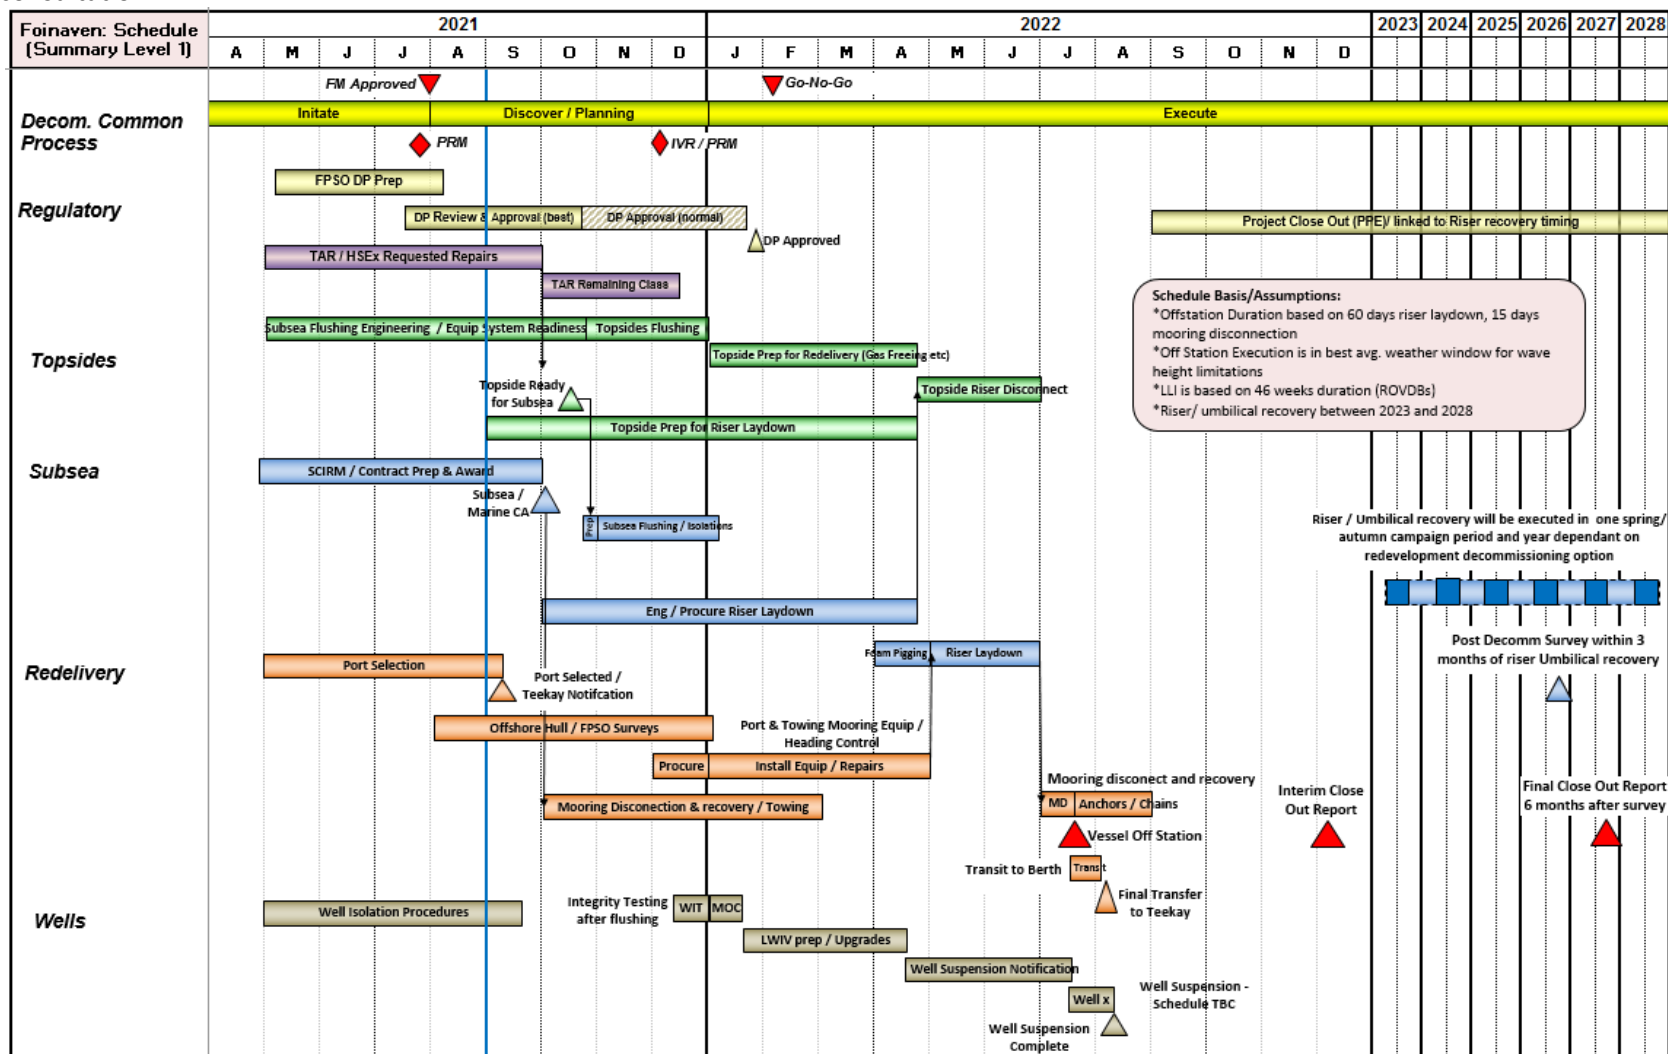 Foinaven: Schedule
(Summary Level 1)
2021
2022
2023 2024 2025 2026 2027 2028
A M J J A S O N D J F M A M J J A S O N D
FM Approved
Go-No-Go
Decom. Common
Process
Initate
Discover / Planning
Execute
PRM
IVR / PRM
FPSO DP Prep
Regulatory
DP Review & Approval (best)
DP Approval (normal)
DP Approved
Project Close Out (PPE)/ linked to Riser recovery timing
TAR / HSEx Requested Repairs
TAR Remaining Class
Schedule Basis/Assumptions:
*Offstation Duration based on 60 days riser laydown, 15 days
mooring disconnection
*Off Station Execution is in best avg. weather window for wave
height limitations
*LLI is based on 46 weeks duration (ROVDBs)
*Riser/ umbilical recovery between 2023 and 2028
Subsea Flushing Engineering / Equip System Readiness
Topsides Flushing
Topsides
Topside Prep for Redelivery (Gas Freeing etc)
Topside Ready
for Subsea
Topside Riser Disconnect
Topside Prep for Riser Laydown
Subsea
SCIRM / Contract Prep & Award
Subsea /
Marine CA
Prep
Subsea Flushing / Isolations
Riser / Umbilical recovery will be executed in one spring/
autumn campaign period and year dependant on
redevelopment decommissioning option
Eng / Procure Riser Laydown
Foam Pigging
Riser Laydown
Post Decomm Survey within 3
months of riser Umbilical recovery
Redelivery
Port Selection
Port Selected /
Teekay Notifcation
Offshore Hull / FPSO Surveys
Port & Towing Mooring Equip /
Heading Control
Procure
Install Equip / Repairs
Mooring Disconection & recovery / Towing
Mooring disconect and recovery
MD
Anchors / Chains
Vessel Off Station
Interim Close
Out Report
Final Close Out Report
6 months after survey
Transit to Berth
Transit
Final Transfer
to Teekay
Wells
Well Isolation Procedures
Integrity Testing
after flushing
WIT
MOC
LWIV prep / Upgrades
Well Suspension Notification
Well x
Well Suspension -
Schedule TBC
Well Suspension
Complete